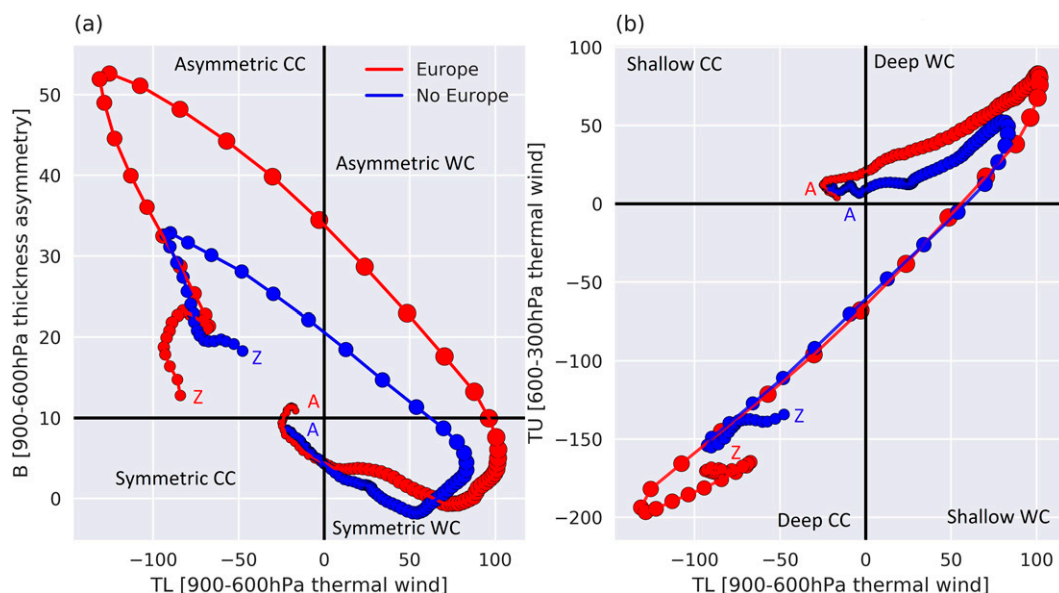 (a)
(b)
Asymmetric CC
Europe
No Europe
Asymmetric WC
Symmetric CC
Symmetric WC
A
A
Z
Z
50
40
30
20
10
0
B [900-600hPa thickness asymmetry]
−100
−50
0
50
100
TL [900-600hPa thermal wind]
Shallow CC
Deep WC
A
A
Z
Z
Deep CC
Shallow WC
100
50
0
−50
−100
−150
−200
TU [600-300hPa thermal wind]
−100
−50
0
50
100
TL [900-600hPa thermal wind]